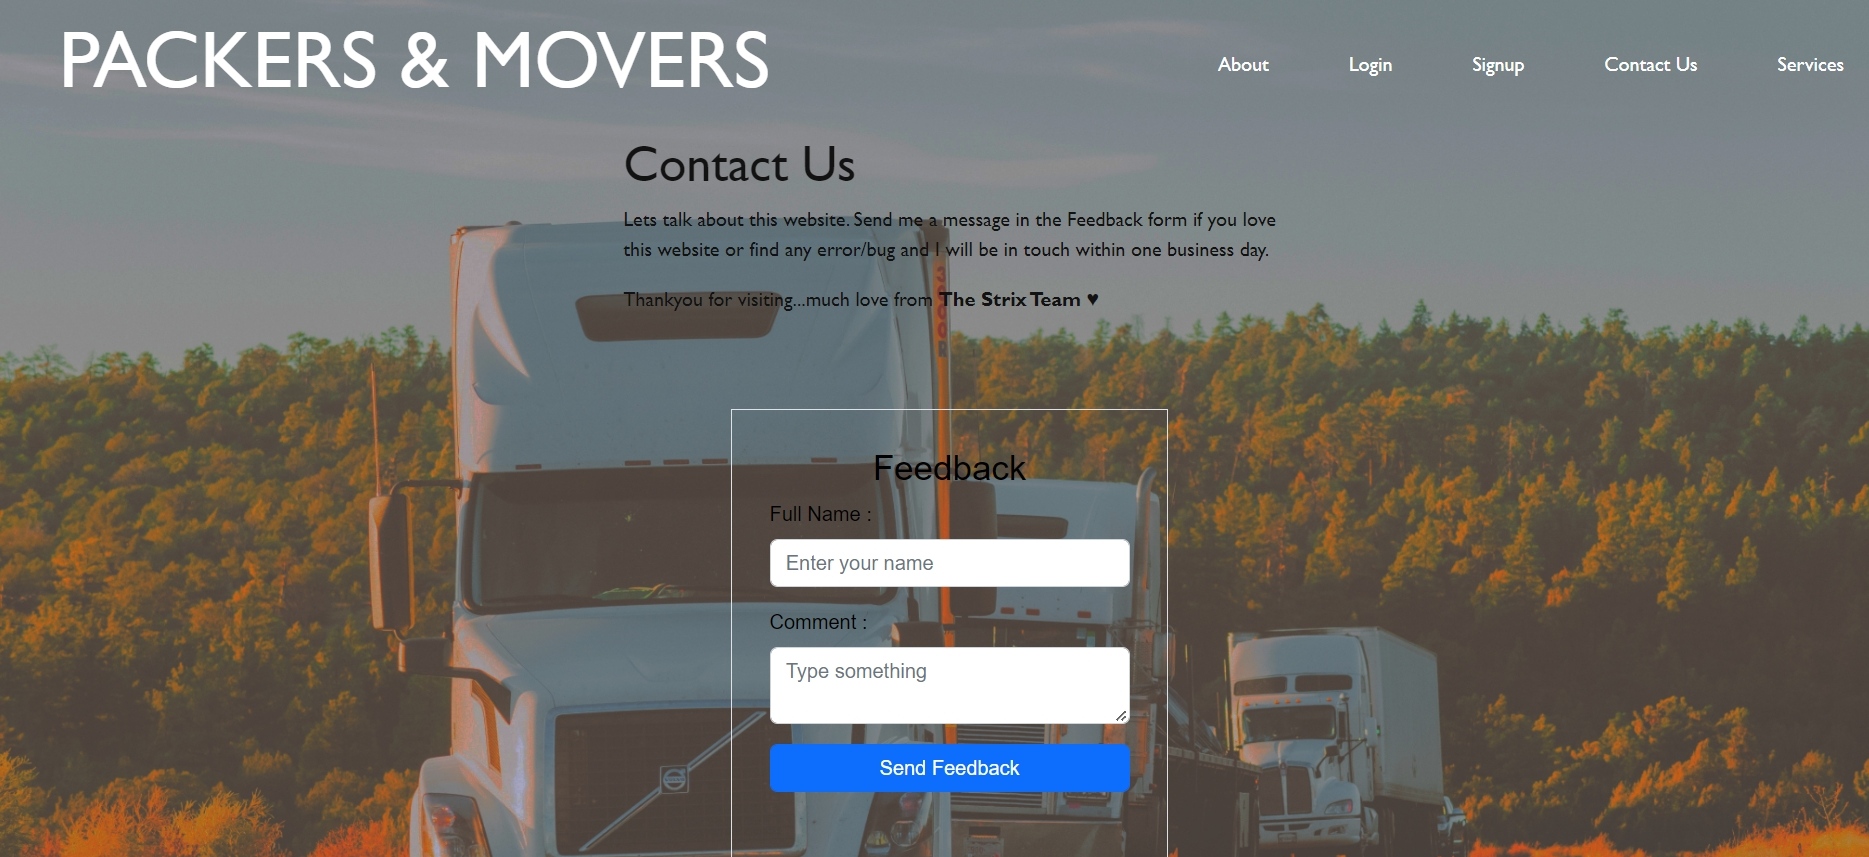 PACKERS & MOVERS
About Login Signup Contact Us Services
Contact Us
Lets talk about this website. Send me a message in the Feedback form if you love
this website or find any error/bug and I will be in touch within one business day.
Thankyou for visiting...much love from The Strix Team ♥
Feedback
Full Name :
Enter your name
Comment :
Type something
Send Feedback